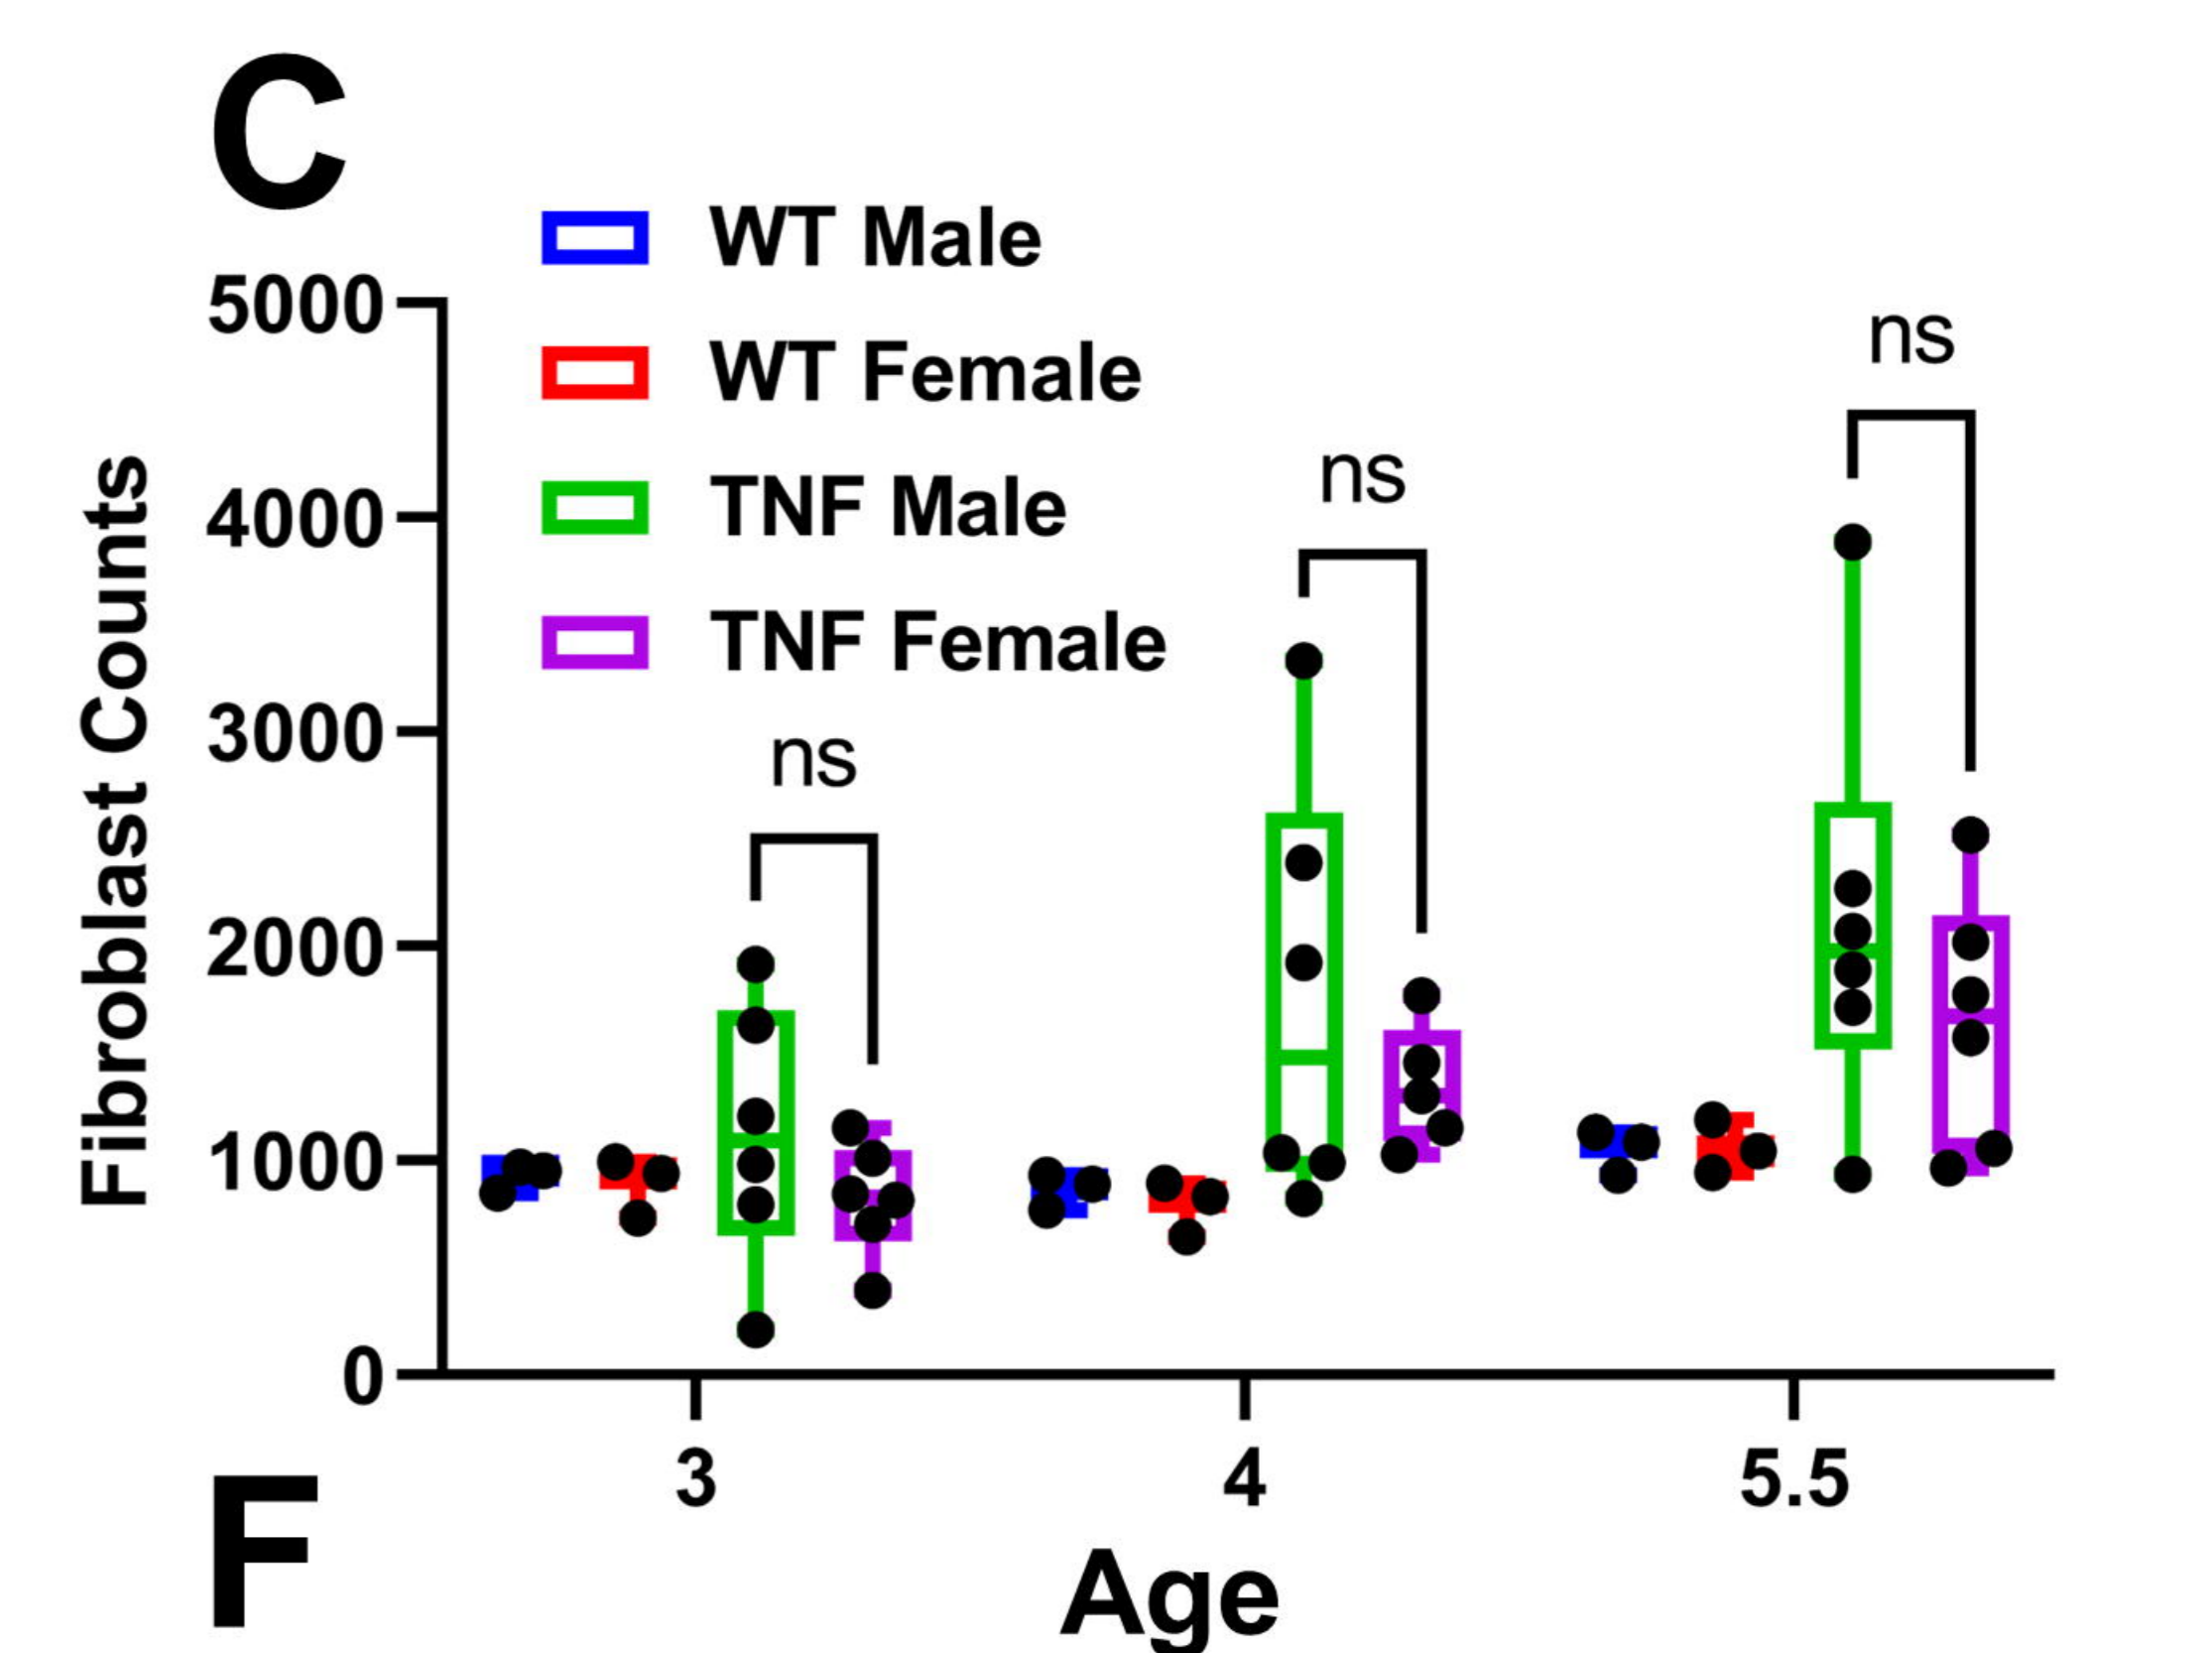 C
WT Male
WT Female
TNF Male
TNF Female
Fibroblast Counts
5000
4000
3000
2000
1000
0
ns
ns
ns
3
4
5.5
Age
F